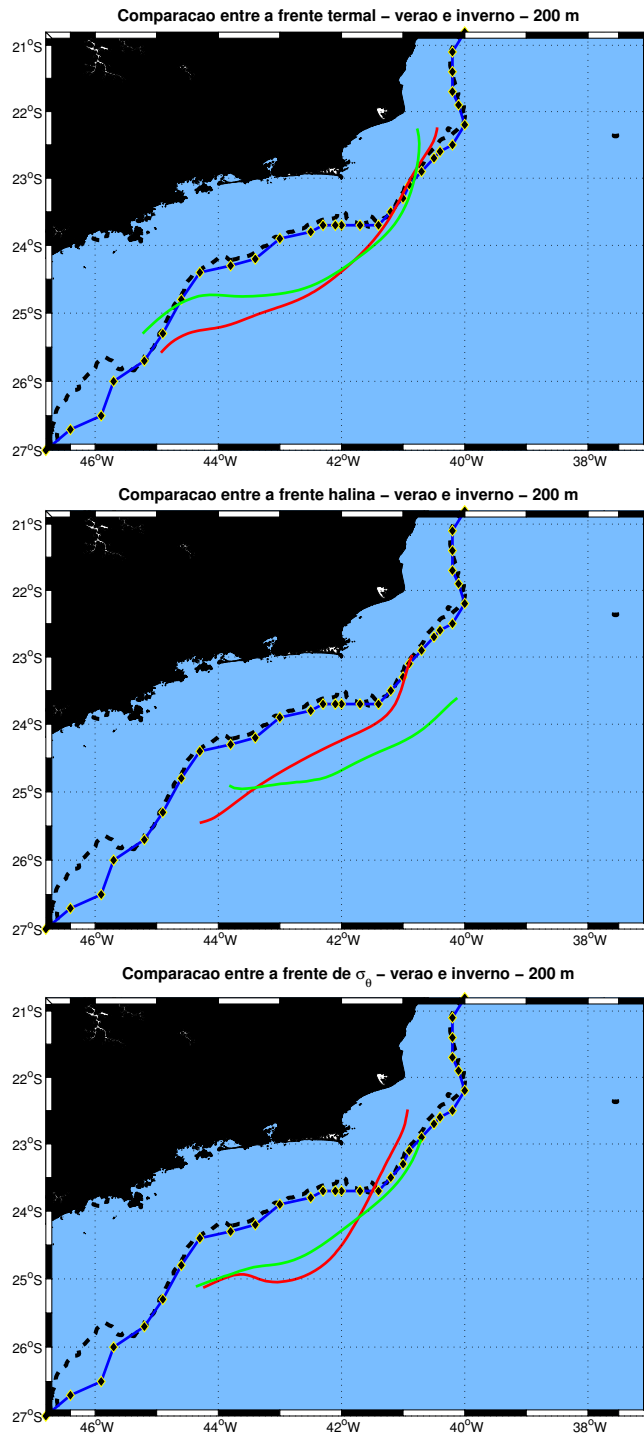 Comparacao entre a frente termal − verao e inverno − 200 m
21°S
22°S
23°S
24°S
25°S
26°S
27°S
46°W 44°W 42°W 40°W 38°W
Comparacao entre a frente halina − verao e inverno − 200 m
21°S
22°S
23°S
24°S
25°S
26°S
27°S
46°W 44°W 42°W 40°W 38°W
Comparacao entre a frente de σ_θ − verao e inverno − 200 m
21°S
22°S
23°S
24°S
25°S
26°S
27°S
46°W 44°W 42°W 40°W 38°W